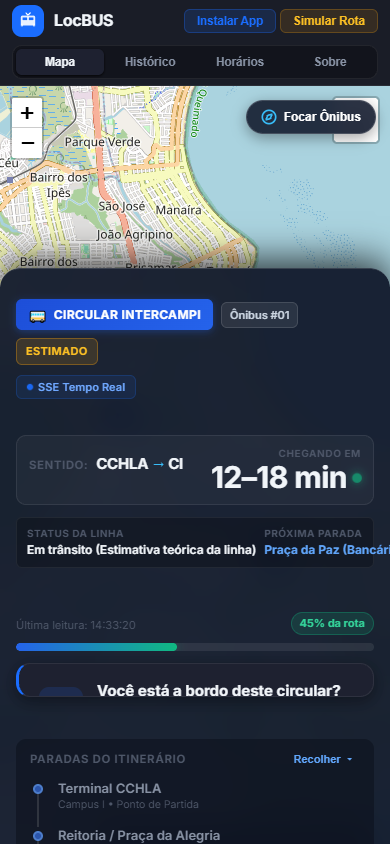 LocBUS
Instalar App
Simular Rota
Mapa
Histórico
Horários
Sobre
+
−
Queimado
Focar Ônibus
Parque Verde
Céu
Bairro dos
Ipês
São José
Manaíra
João Agripino
Bairro dos
Brisamar
CIRCULAR INTERCAMPI
Ônibus #01
ESTIMADO
SSE Tempo Real
SENTIDO: CCHLA → CI
CHEGANDO EM
12–18 min
STATUS DA LINHA
Em trânsito (Estimativa teórica da linha)
PRÓXIMA PARADA
Praça da Paz (Bancári
Última leitura: 14:33:20
45% da rota
Você está a bordo deste circular?
PARADAS DO ITINERÁRIO
Recolher
Terminal CCHLA
Campus I • Ponto de Partida
Reitoria / Praça da Alegria